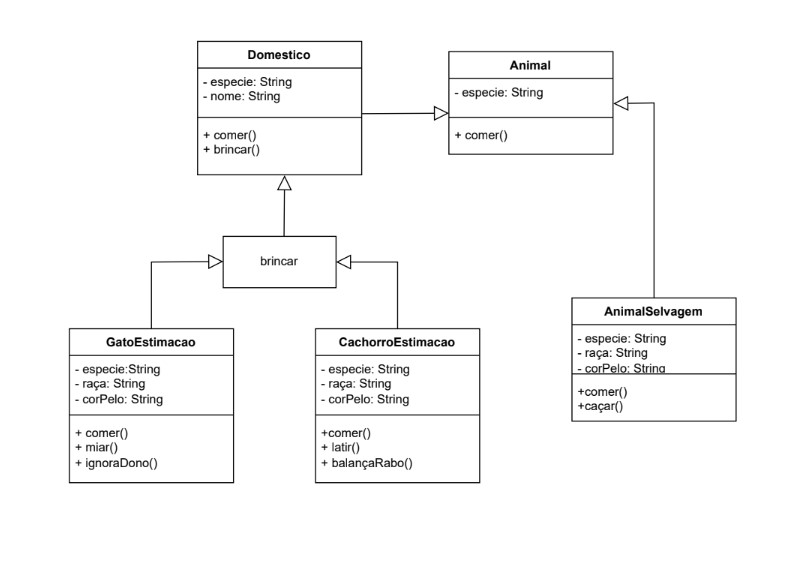 Domestico
- especie: String
- nome: String
+ comer()
+ brincar()
Animal
- especie: String
+ comer()
brincar
GatoEstimacao
- especie:String
- raça: String
- corPelo: String
+ comer()
+ miar()
+ ignoraDono()
CachorroEstimacao
- especie: String
- raça: String
- corPelo: String
+comer()
+ latir()
+ balançaRabo()
AnimalSelvagem
- especie: String
- raça: String
- corPelo: String
+comer()
+caçar()